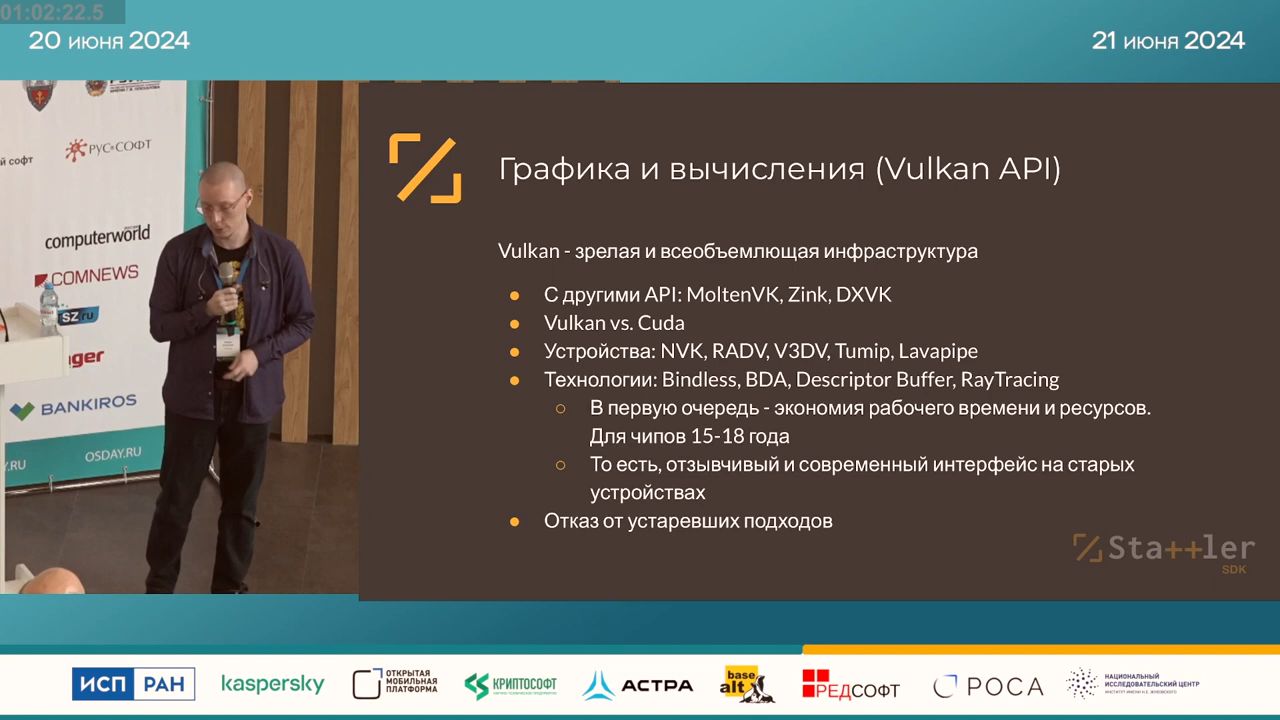 01:02:22.5
20 июня 2024
21 июня 2024
й софт
РУССОФТ
computerworld
COMNEWS
SZ.ru
ger
BANKIROS
.RU
OSDAY.RU
Графика и вычисления (Vulkan API)
Vulkan - зрелая и всеобъемлющая инфраструктура
С другими API: MoltenVK, Zink, DXVK
Vulkan vs. Cuda
Устройства: NVK, RADV, V3DV, Tumip, Lavapipe
Технологии: Bindless, BDA, Descriptor Buffer, RayTracing
В первую очередь - экономия рабочего времени и ресурсов.
Для чипов 15-18 года
То есть, отзывчивый и современный интерфейс на старых
устройствах
Отказ от устаревших подходов
Sta++ler
SDK
ИСП РАН
kaspersky
ОТКРЫТАЯ
МОБИЛЬНАЯ
ПЛАТФОРМА
КРИПТОСОФТ
АСТРА
base
alt
РЕДСОФТ
РОСА
НАЦИОНАЛЬНЫЙ
ИССЛЕДОВАТЕЛЬСКИЙ ЦЕНТР